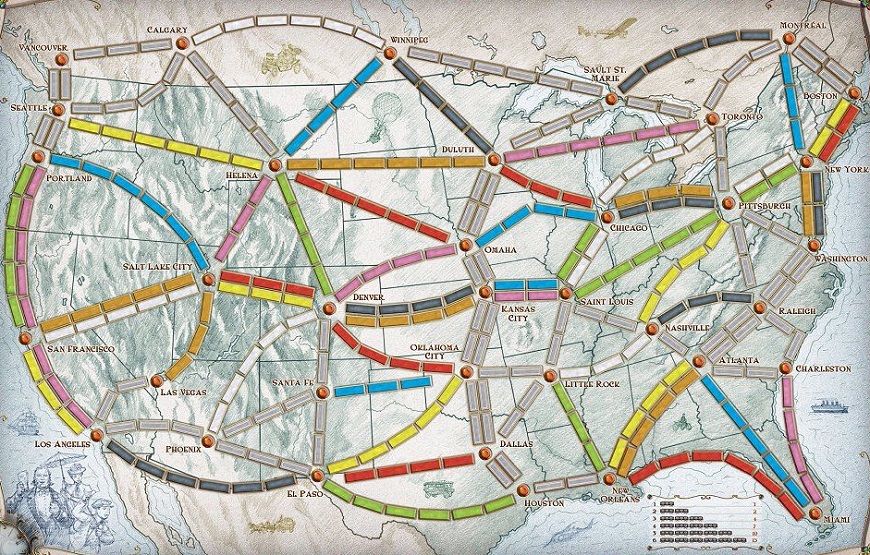 MONTRÉAL
CALGARY
WINNIPEG
VANCOUVER
SAULT ST.
MARIE
BOSTON
SEATTLE
TORONTO
DULUTH
NEW YORK
PORTLAND
HELENA
PITTSBURGH
CHICAGO
OMAHA
WASHINGTON
SALT LAKE CITY
DENVER
KANSAS
CITY
SAINT LOUIS
RALEIGH
NASHVILLE
SAN FRANCISCO
OKLAHOMA
CITY
ATLANTA
CHARLESTON
SANTA FE
LITTLE ROCK
LAS VEGAS
LOS ANGELES
PHOENIX
DALLAS
EL PASO
HOUSTON
NEW
ORLEANS
MIAMI